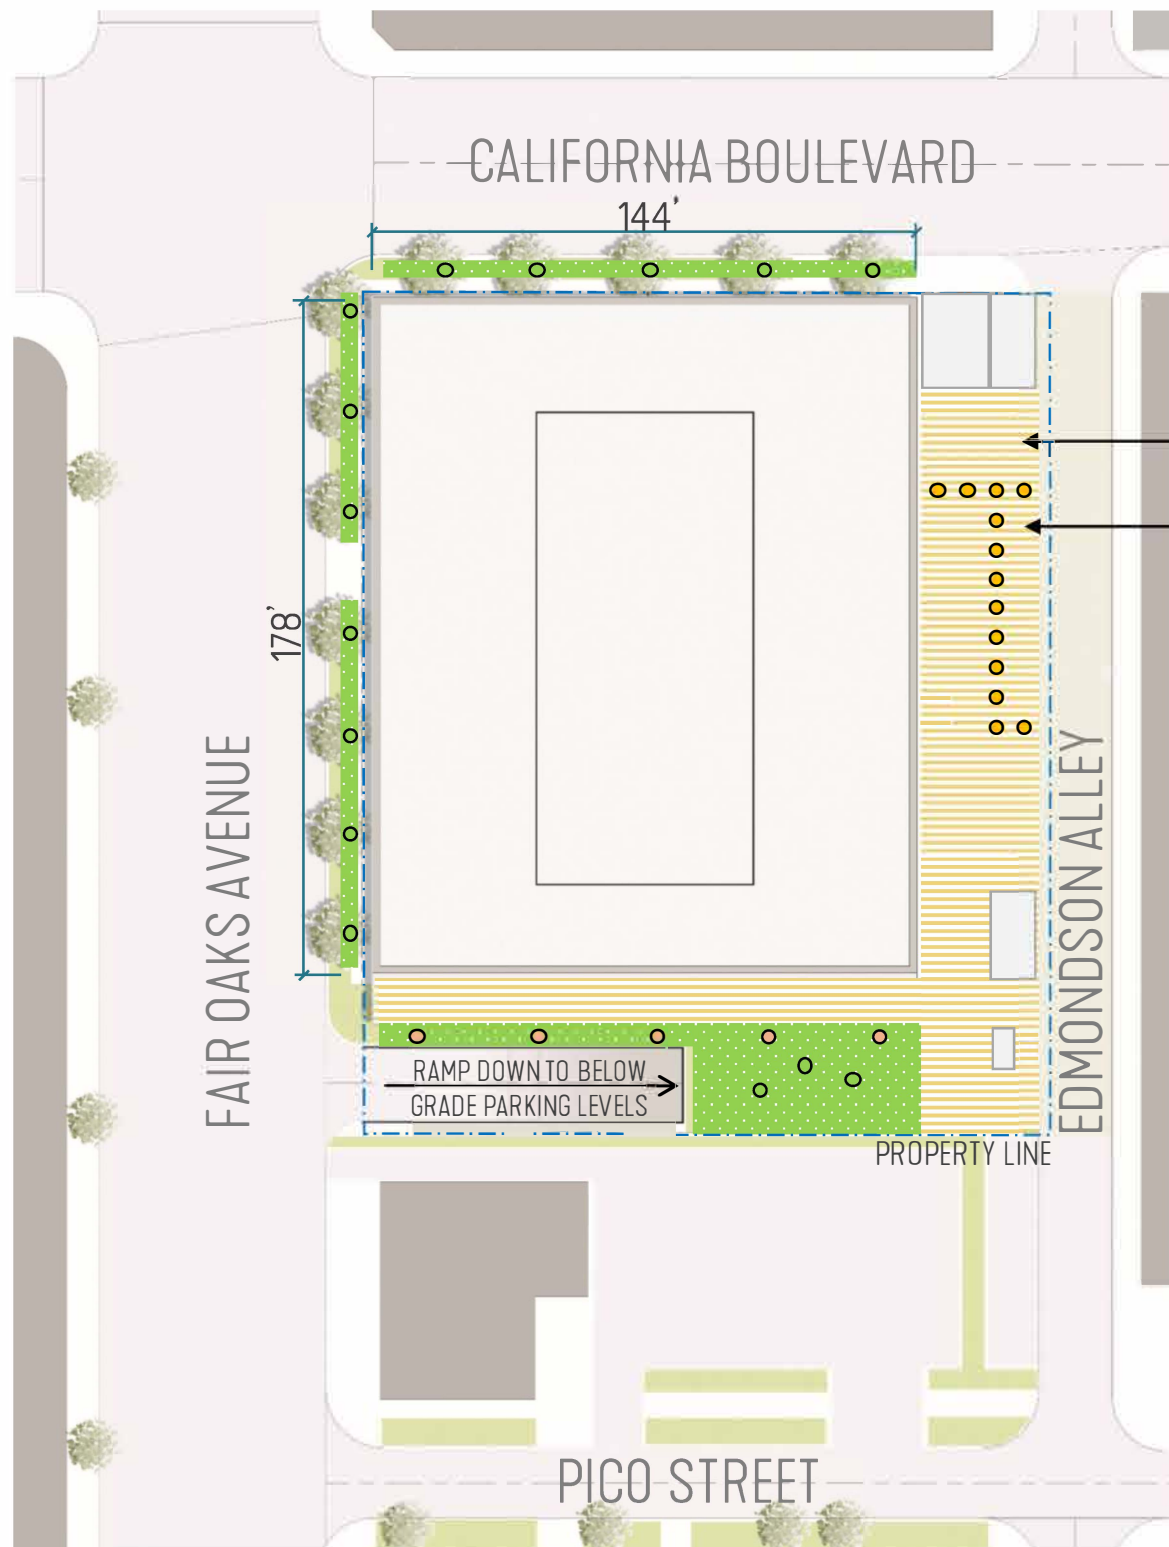 CALIFORNIA BOULEVARD
144'
178'
FAIR OAKS AVENUE
EDMONDSON ALLEY
RAMP DOWN TO BELOW
GRADE PARKING LEVELS
PROPERTY LINE
PICO STREET